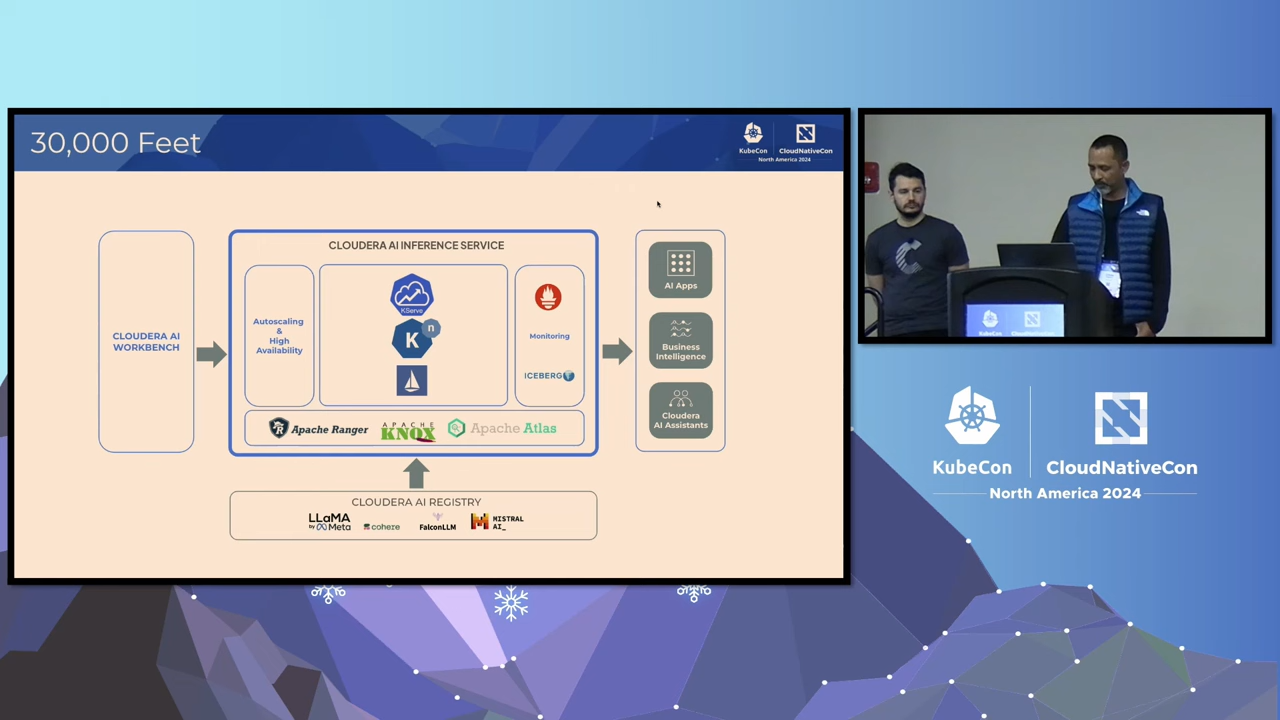 30,000 Feet
KubeCon
CloudNativeCon
North America 2024
CLOUDERA AI
WORKBENCH
CLOUDERA AI INFERENCE SERVICE
Autoscaling
&
High
Availability
KServe
K
n
Monitoring
ICEBERG
Apache Ranger
APACHE
KNOX
Apache Atlas
AI Apps
Business
Intelligence
Cloudera
AI Assistants
CLOUDERA AI REGISTRY
LLaMA
by Meta
cohere
FalconLLM
MISTRAL
AI_
KubeCon
CloudNativeCon
North America 2024